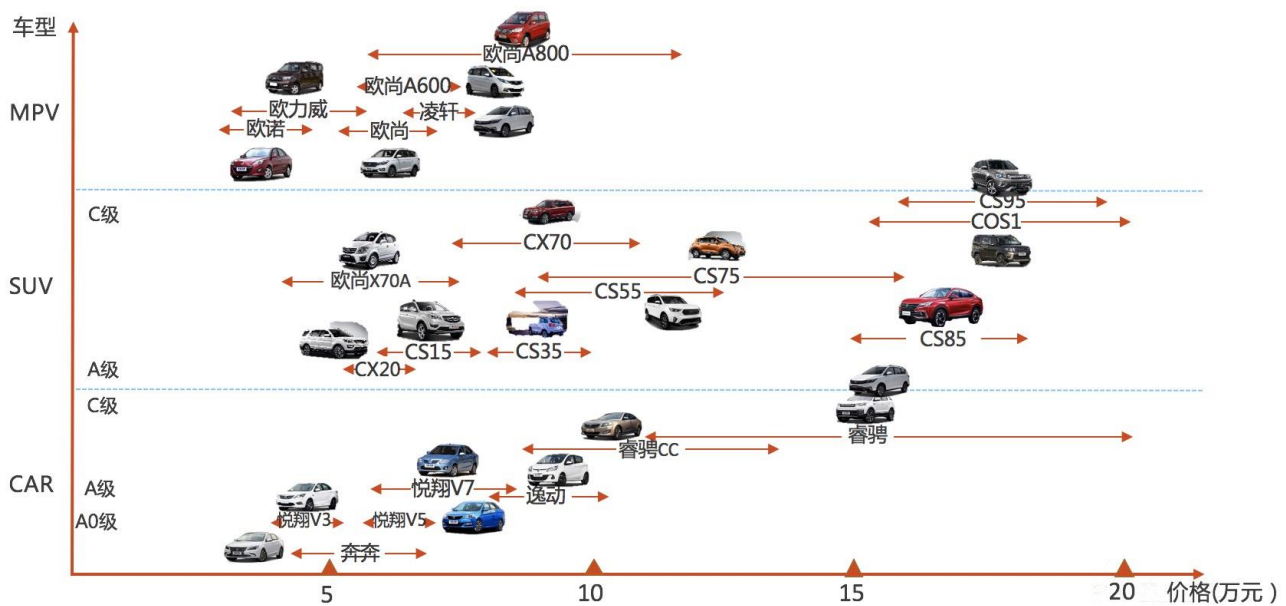 车型
欧尚A800
欧尚A600
MPV
欧力威
凌轩
欧诺
欧尚
C级
CS95
COS1
CX70
欧尚X70A
CS75
SUV
CS55
CS85
CS15
CS35
A级
CX20
C级
睿骋
睿骋CC
CAR
A级
悦翔V7
逸动
A0级
悦翔V3
悦翔V5
奔奔
5
10
15
20
价格(万元)